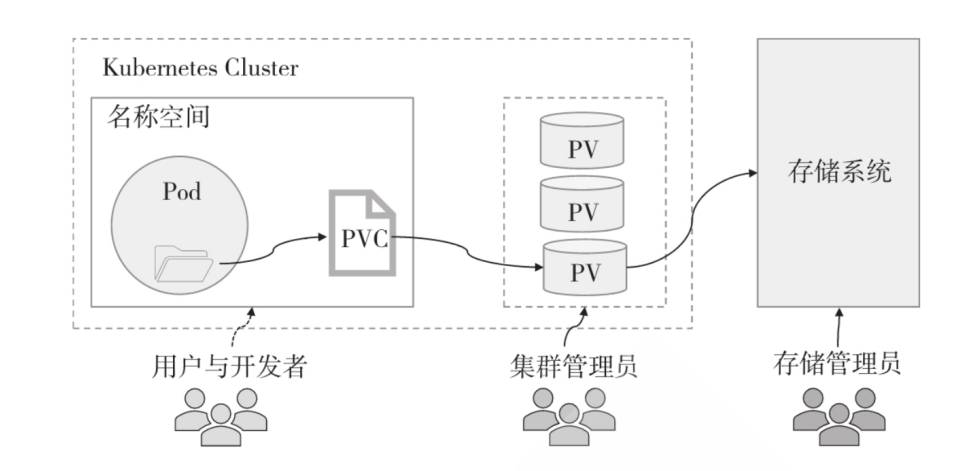 Kubernetes Cluster
名称空间
Pod
PVC
PV
PV
PV
存储系统
用户与开发者
集群管理员
存储管理员